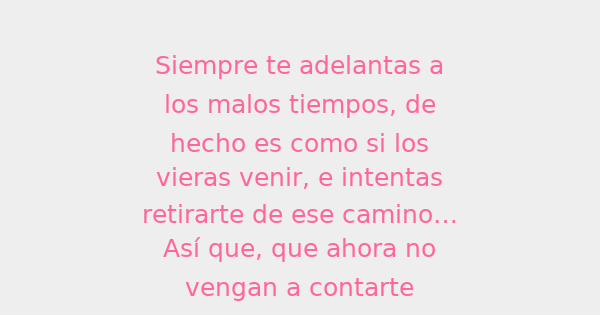 Siempre te adelantas a
los malos tiempos, de
hecho es como si los
vieras venir, e intentas
retirarte de ese camino...
Así que, que ahora no
vengan a contarte